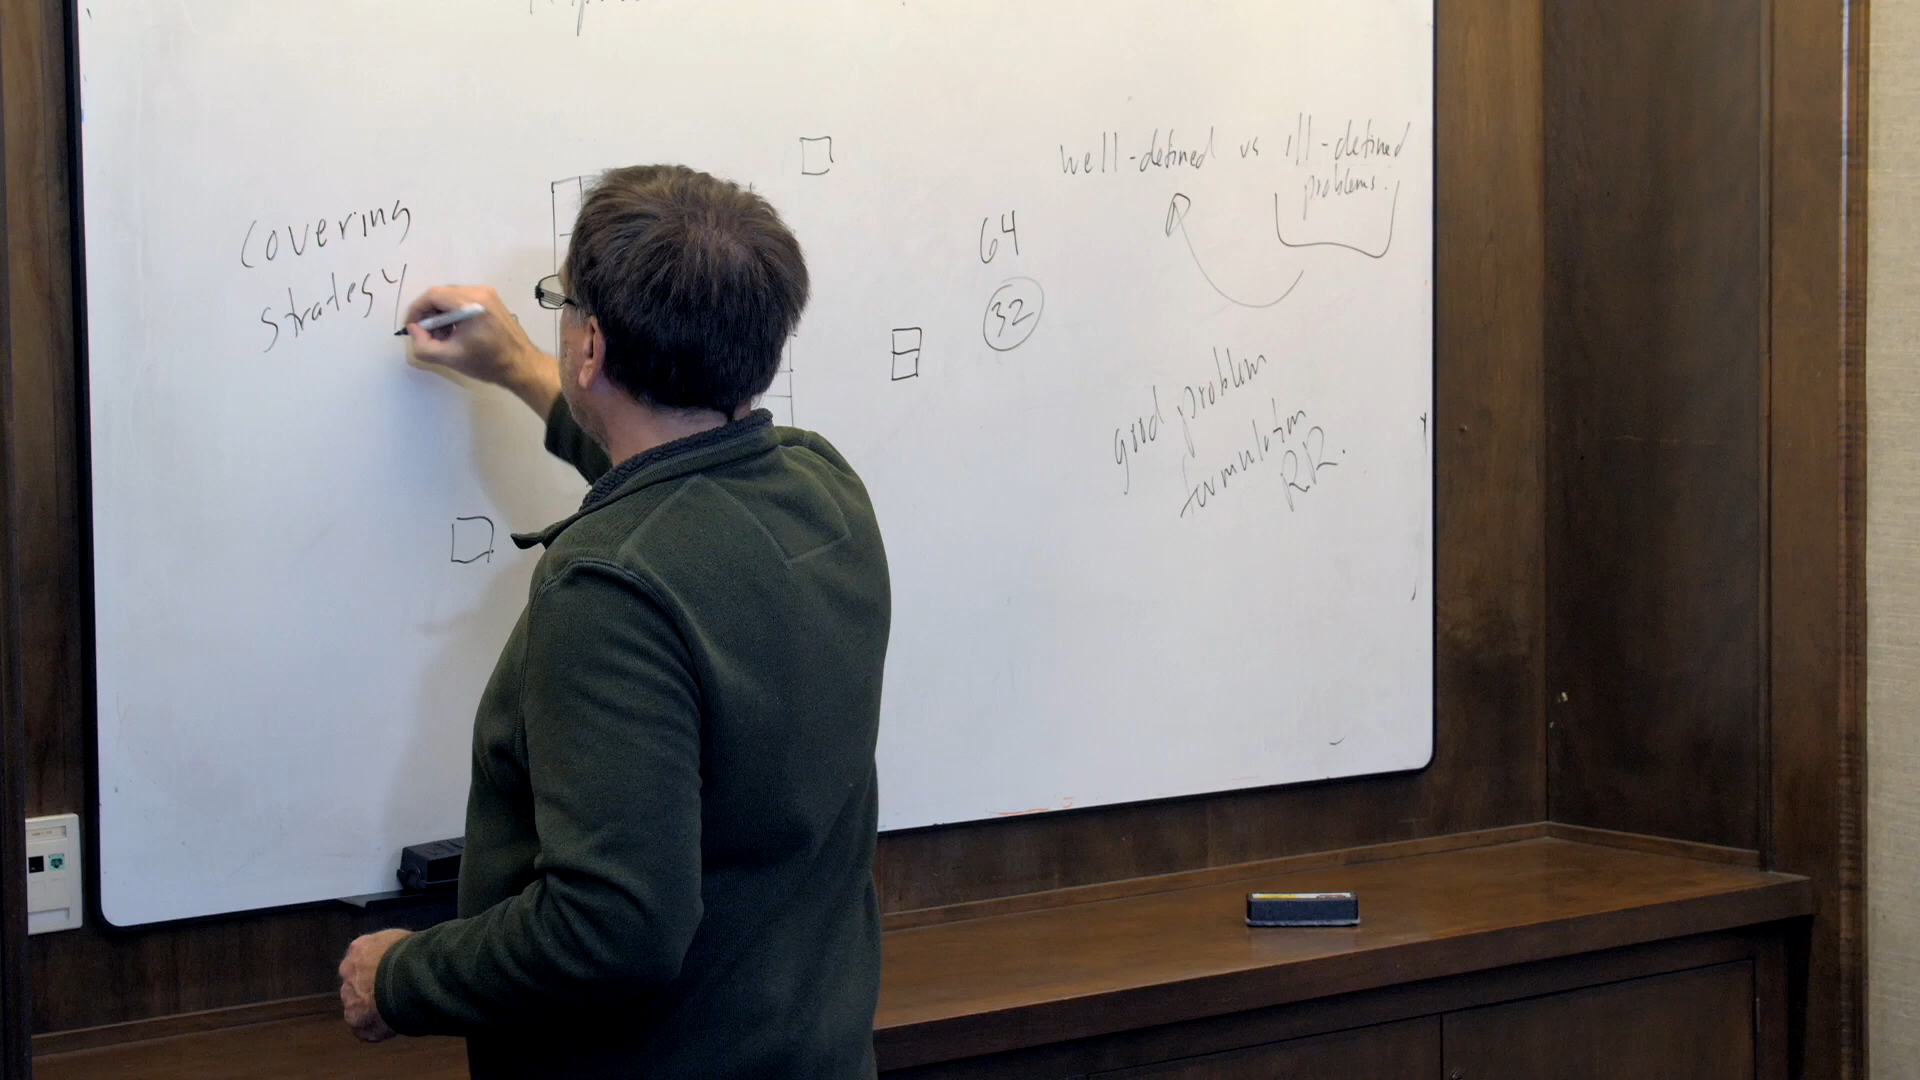 covering
strategy
64
32
well-defined vs ill-defined
problems.
good problem
formulation
R.R.